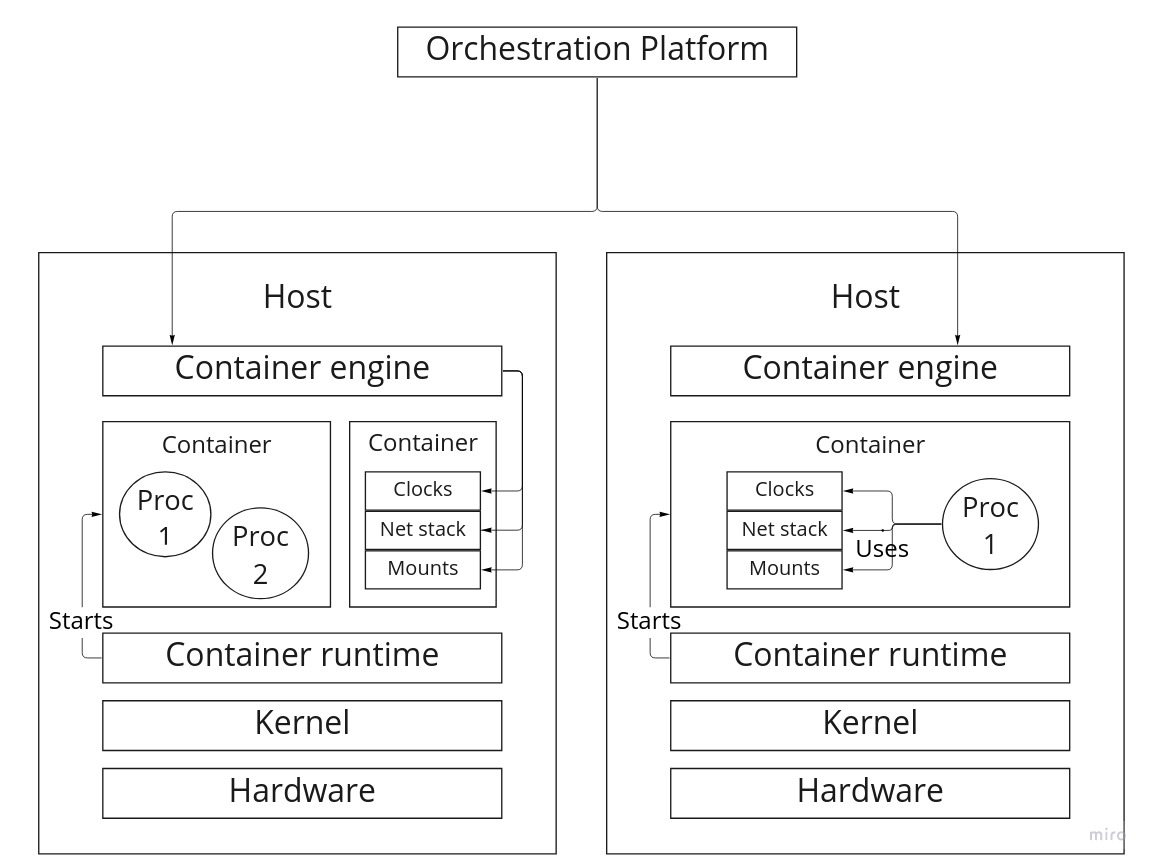 Orchestration Platform
Host
Container engine
Container
Proc
1
Proc
2
Container
Clocks
Net stack
Mounts
Starts
Container runtime
Kernel
Hardware
Host
Container engine
Container
Clocks
Net stack
Mounts
Uses
Proc
1
Starts
Container runtime
Kernel
Hardware
miro